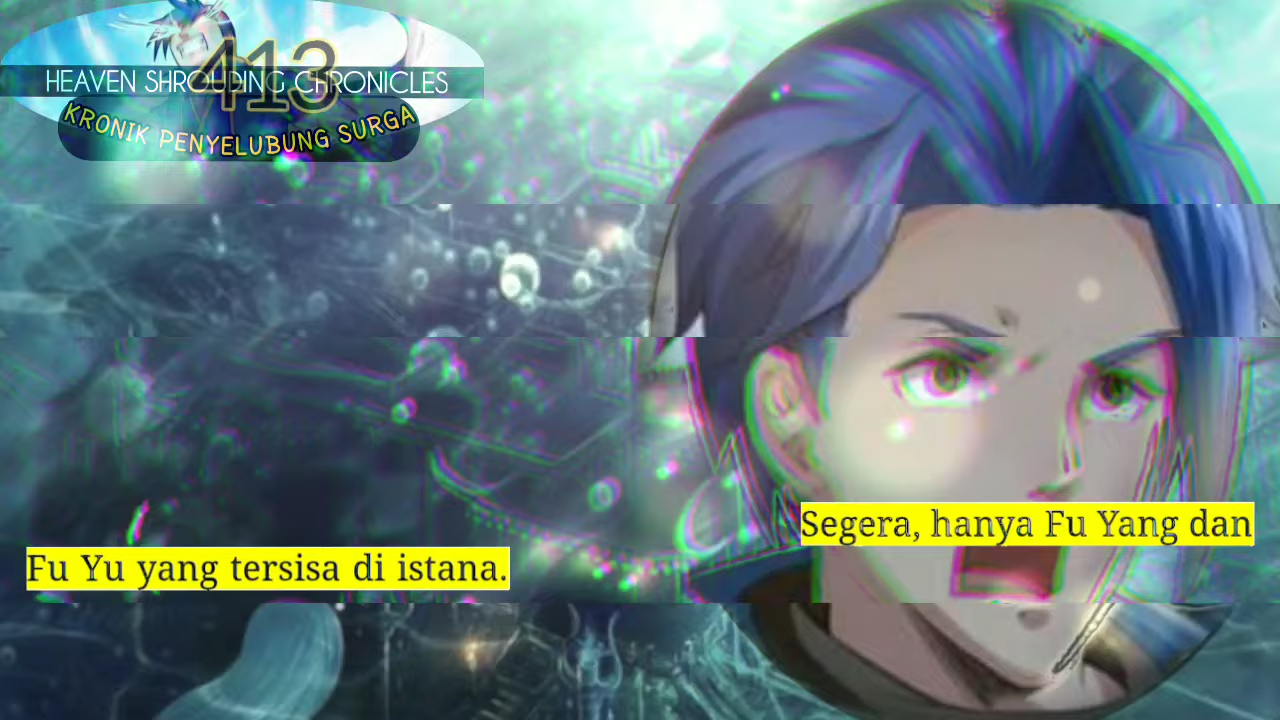 413
HEAVEN SHROUDING CHRONICLES
KRONIK PENYELUBUNG SURGA
Segera, hanya Fu Yang dan
Fu Yu yang tersisa di istana.